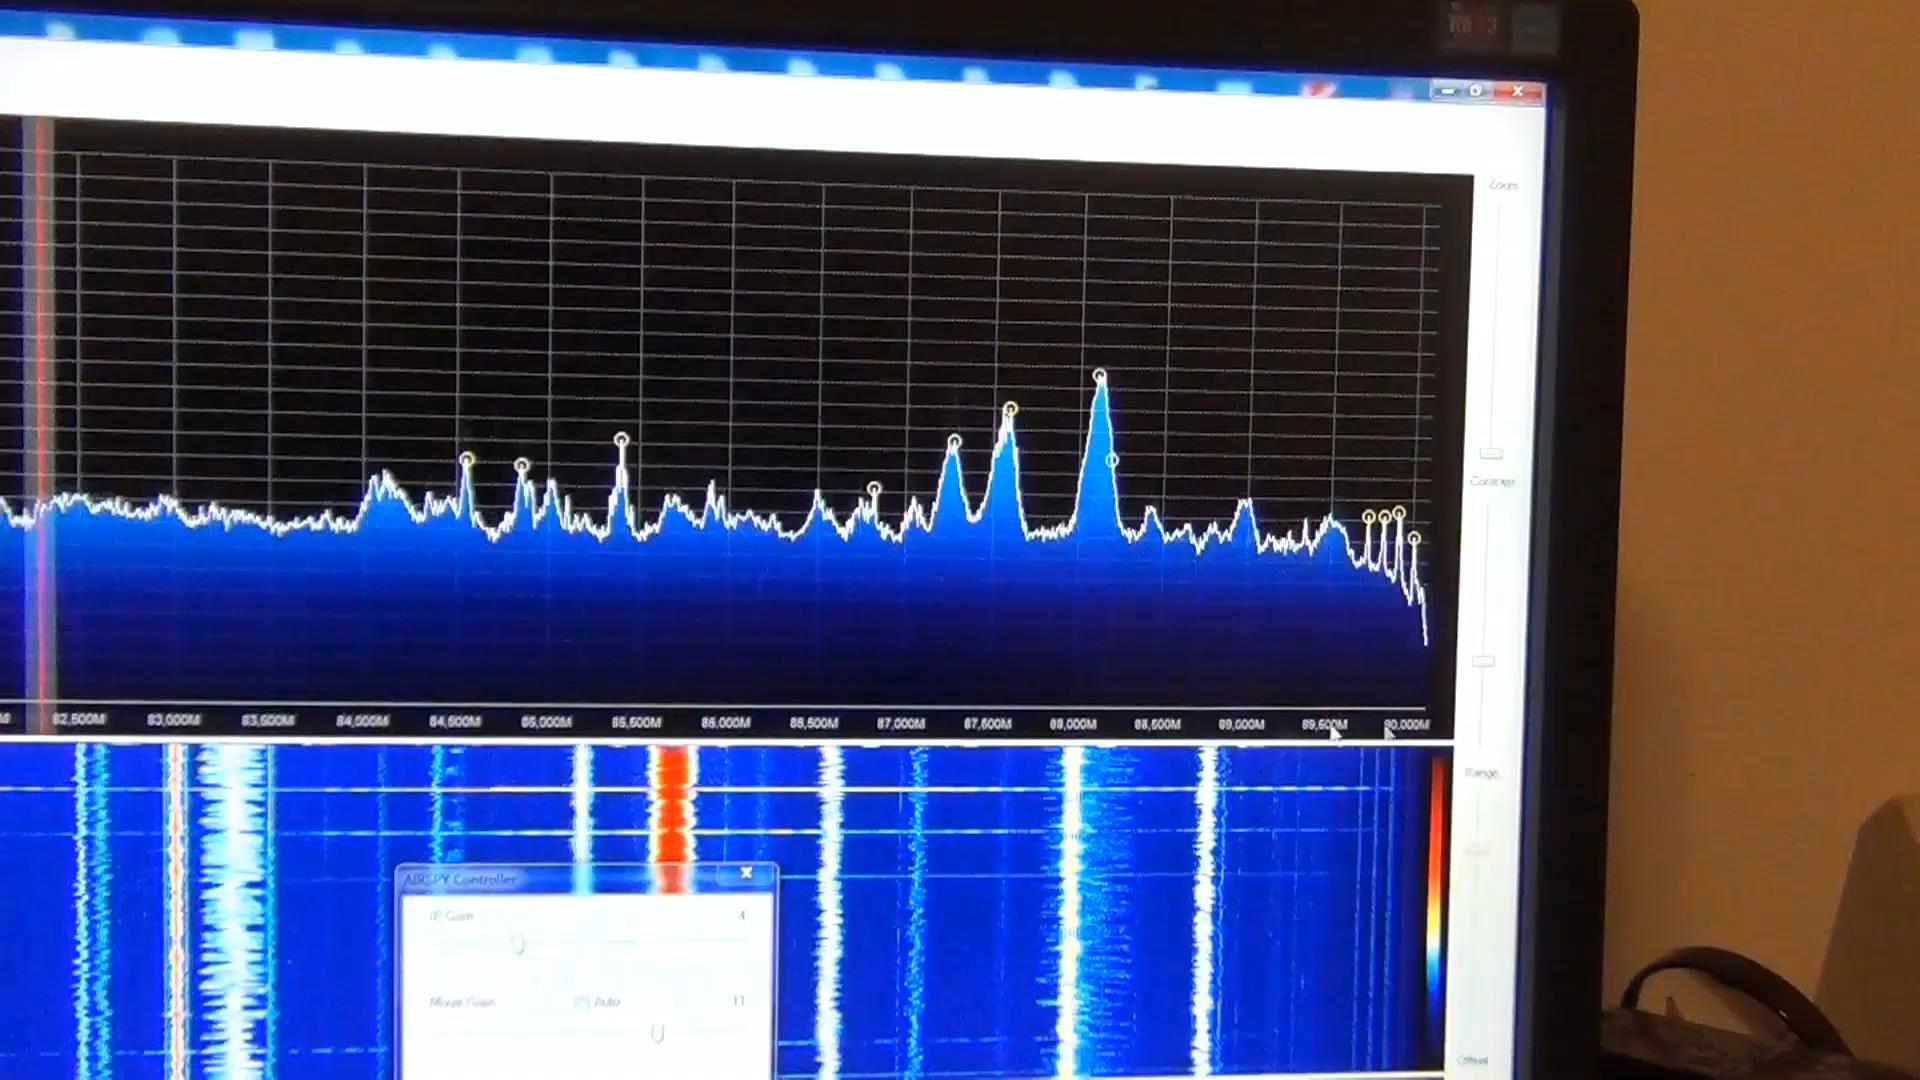 Zoom
Contrast
82,500M 83,000M 83,500M 84,000M 84,500M 85,000M 85,500M 86,000M 86,500M 87,000M 87,500M 88,000M 88,500M 89,000M 89,500M 90,000M
Range
AIRSPY Controller
IF Gain 4
Mixer Gain Auto 11
Offset